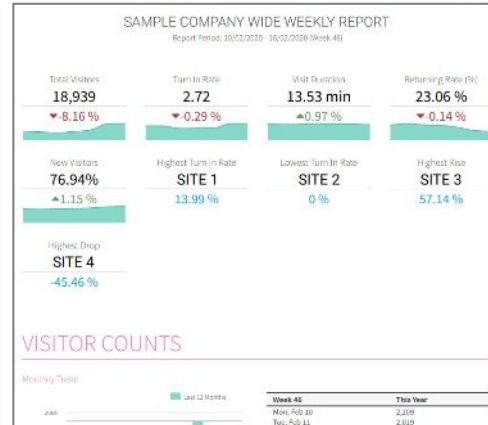 SAMPLE COMPANY WIDE WEEKLY REPORT
Report Period: 10/02/2020 - 16/02/2020 (Week 46)
Total Visitors Turn In Rate Visit Duration Returning Rate (%)
18,939 2.72 13.53 min 23.06 %
▼-8.16 % ▼-0.29 % ▲0.97 % ▼-0.14 %
New Visitors Highest Turn In Rate Lowest Turn In Rate Highest Rise
76.94% SITE 1 SITE 2 SITE 3
▲1.15 % 13.99 % 0 % 57.14 %
Highest Drop
SITE 4
-45.46 %
VISITOR COUNTS
Monthly Trend
Last 12 Months
Week 46 This Year
Mon, Feb 10 2,209
Tue, Feb 11 2,019